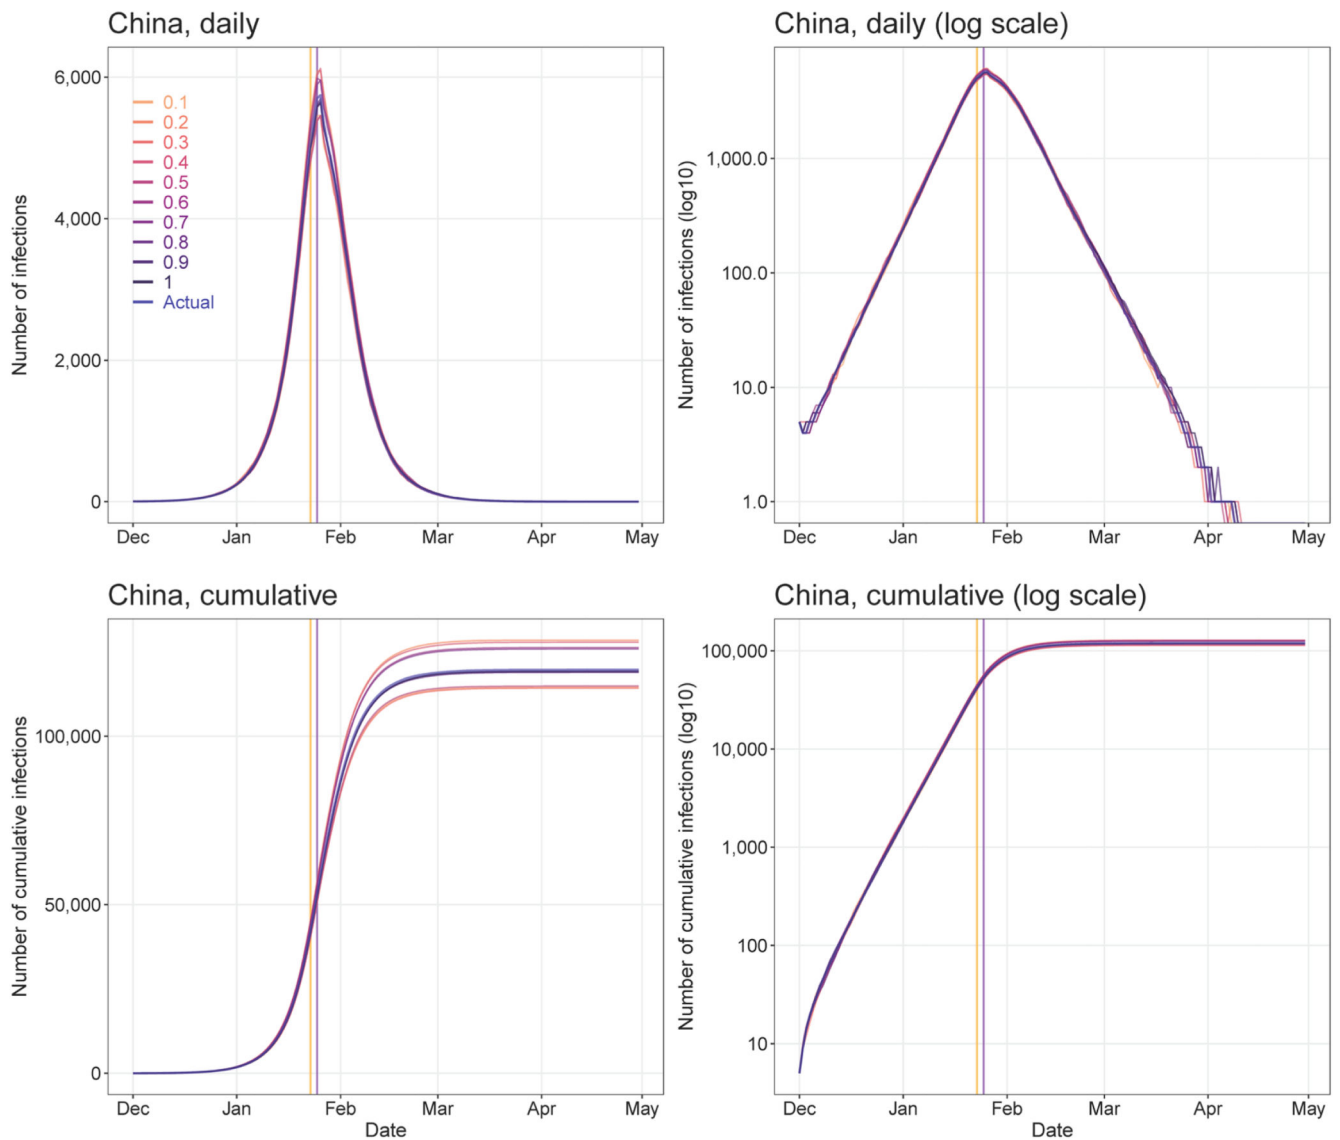 China, daily
Number of infections
6,000
4,000
2,000
0
0.1
0.2
0.3
0.4
0.5
0.6
0.7
0.8
0.9
1
Actual
Dec Jan Feb Mar Apr May
China, daily (log scale)
Number of infections (log10)
1,000.0
100.0
10.0
1.0
Dec Jan Feb Mar Apr May
China, cumulative
Number of cumulative infections
100,000
50,000
0
Dec Jan Feb Mar Apr May
Date
China, cumulative (log scale)
Number of cumulative infections (log10)
100,000
10,000
1,000
100
10
Dec Jan Feb Mar Apr May
Date